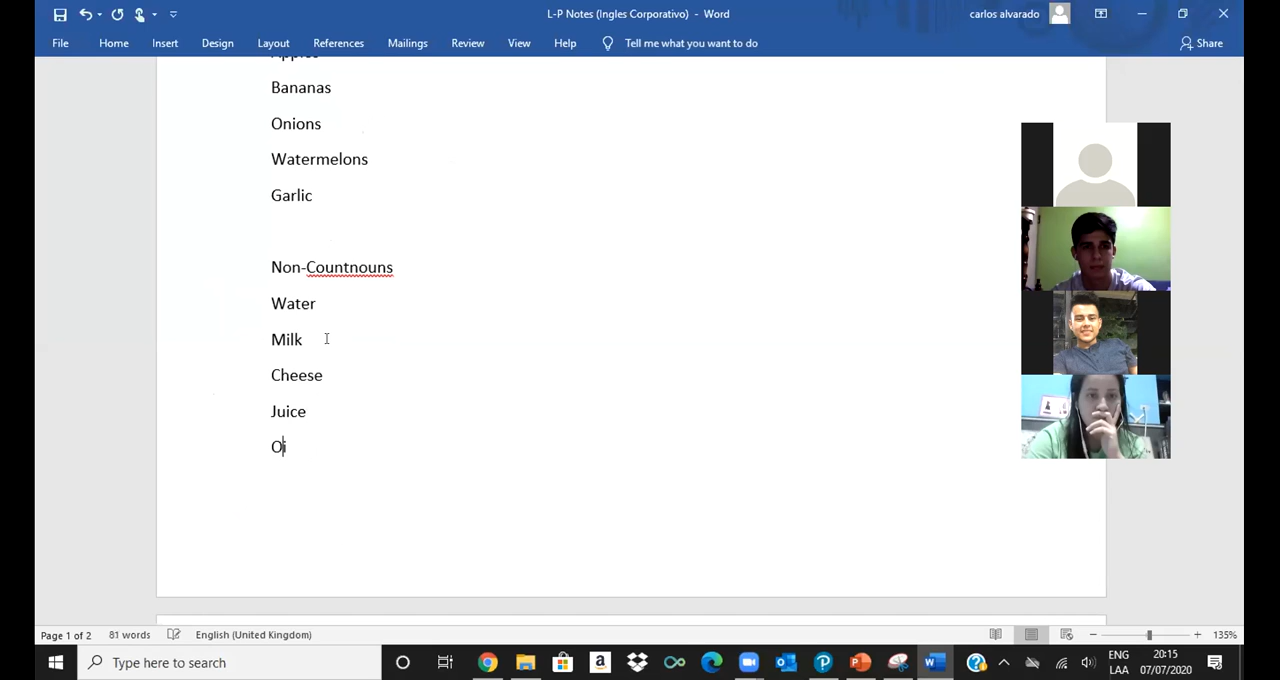 L-P Notes (Ingles Corporativo) - Word
carlos alvarado
File Home Insert Design Layout References Mailings Review View Help Tell me what you want to do Share
Apples
Bananas
Onions
Watermelons
Garlic
Non-Countnouns
Water
Milk
Cheese
Juice
Oi
Page 1 of 2 81 words English (United Kingdom) 135%
Type here to search
ENG 20:15
LAA 07/07/2020